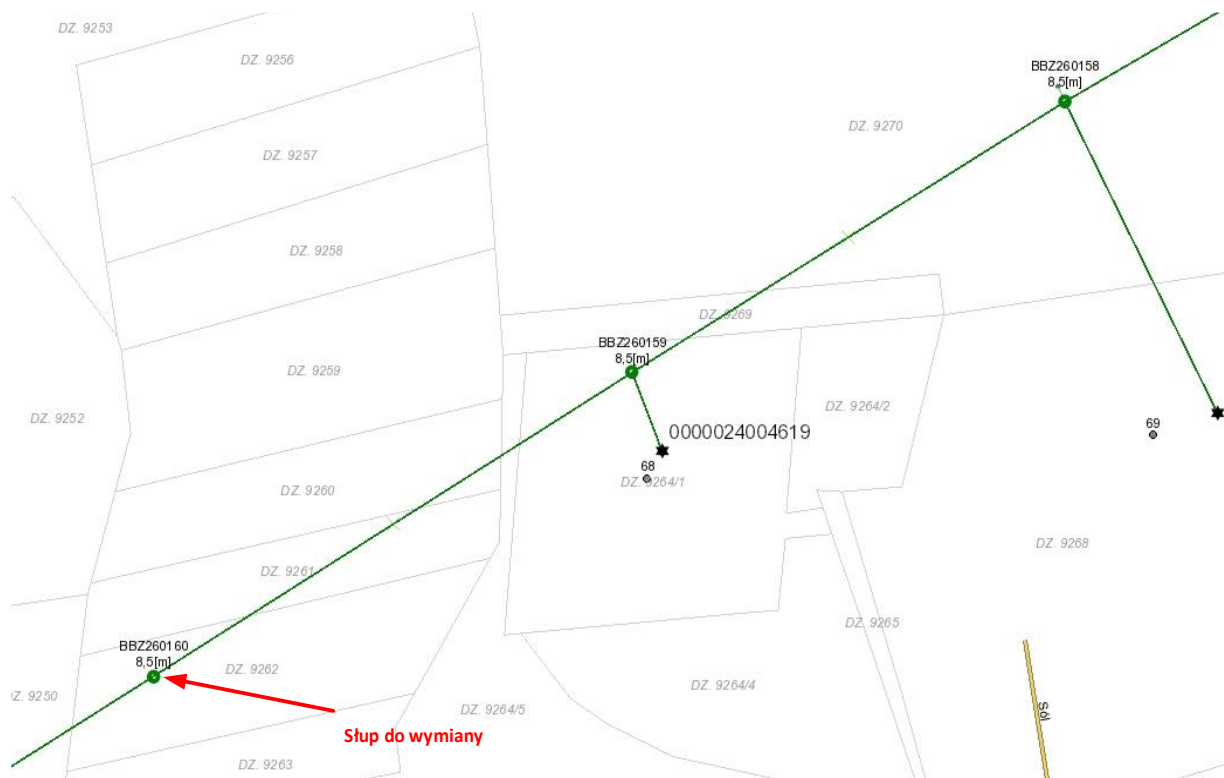 DZ. 9253
DZ. 9256
BBZ260158
8,5[m]
DZ. 9270
DZ. 9257
DZ. 9258
DZ. 9269
BBZ260159
8,5[m]
DZ. 9259
DZ. 9252
DZ. 9264/2
0000024004619
69
68
DZ. 9264/1
DZ. 9260
DZ. 9268
DZ. 9261
DZ. 9265
BBZ260160
8,5[m]
DZ. 9262
DZ. 9264/4
DZ. 9250
DZ. 9264/5
Sól
Słup do wymiany
DZ. 9263